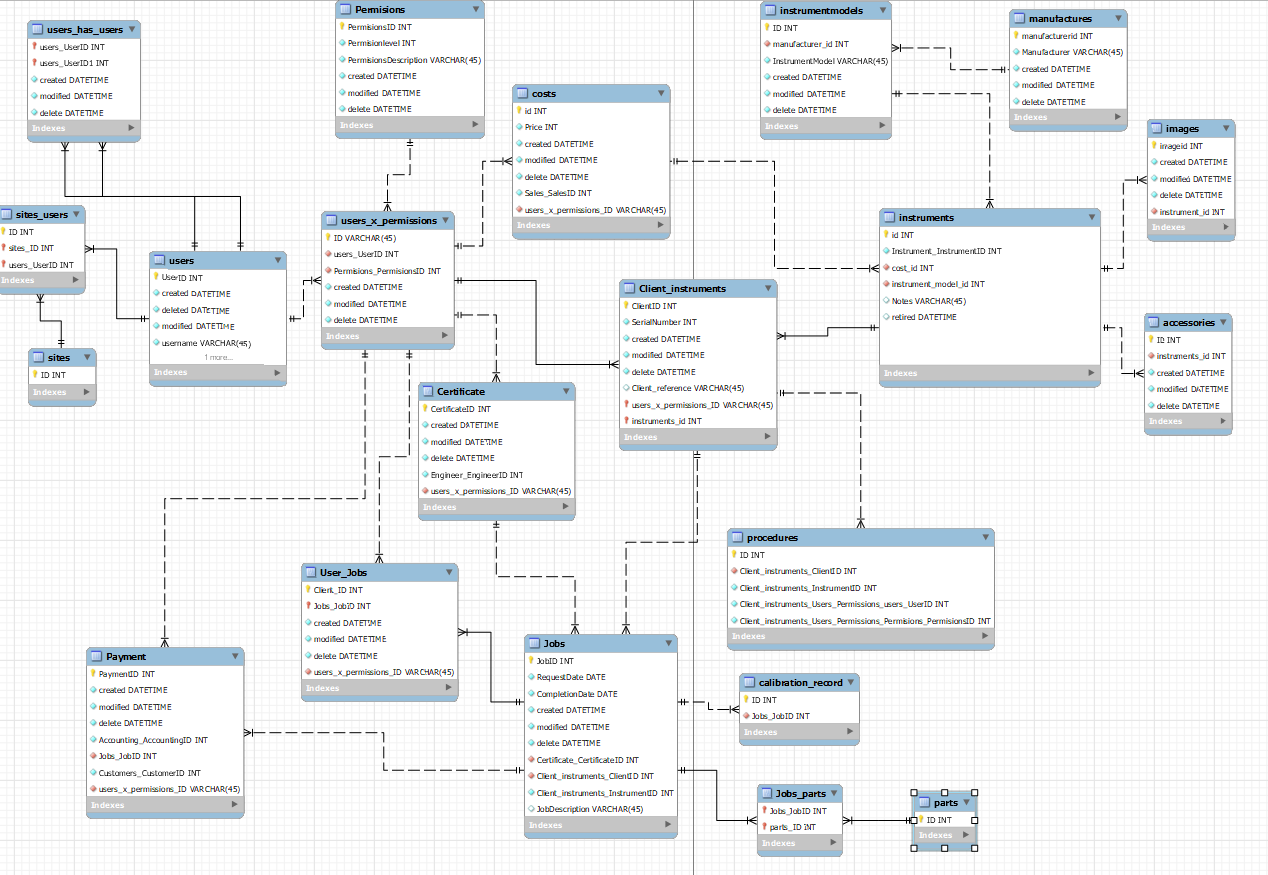 users_has_users
users_UserID INT
users_UserID1 INT
created DATETIME
modified DATETIME
delete DATETIME
Indexes
Permisions
PermisionsID INT
Permisionlevel INT
PermisionsDescription VARCHAR(45)
created DATETIME
modified DATETIME
delete DATETIME
Indexes
costs
id INT
Price INT
created DATETIME
modified DATETIME
delete DATETIME
Sales_SalesID INT
users_x_permissions_ID VARCHAR(45)
Indexes
instrumentmodels
ID INT
manufacturer_id INT
InstrumentModel VARCHAR(45)
created DATETIME
modified DATETIME
delete DATETIME
Indexes
manufactures
manufacturerid INT
Manufacturer VARCHAR(45)
created DATETIME
modified DATETIME
delete DATETIME
Indexes
images
imageid INT
created DATETIME
modified DATETIME
delete DATETIME
instrument_id INT
Indexes
sites_users
ID INT
sites_ID INT
users_UserID INT
Indexes
users
UserID INT
created DATETIME
deleted DATETIME
modified DATETIME
username VARCHAR(45)
1 more...
Indexes
users_x_permissions
ID VARCHAR(45)
users_UserID INT
Permisions_PermisionsID INT
created DATETIME
modified DATETIME
delete DATETIME
Indexes
instruments
id INT
Instrument_InstrumentID INT
cost_id INT
instrument_model_id INT
Notes VARCHAR(45)
retired DATETIME
Indexes
Client_instruments
ClientID INT
SerialNumber INT
created DATETIME
modified DATETIME
delete DATETIME
Client_reference VARCHAR(45)
users_x_permissions_ID VARCHAR(45)
instruments_id INT
Indexes
accessories
ID INT
instruments_id INT
created DATETIME
modified DATETIME
delete DATETIME
Indexes
sites
ID INT
Indexes
Certificate
CertificateID INT
created DATETIME
modified DATETIME
delete DATETIME
Engineer_EngineerID INT
users_x_permissions_ID VARCHAR(45)
Indexes
procedures
ID INT
Client_instruments_ClientID INT
Client_instruments_InstrumentID INT
Client_instruments_Users_Permissions_users_UserID INT
Client_instruments_Users_Permissions_Permisions_PermisionsID INT
Indexes
User_Jobs
Client_ID INT
Jobs_JobID INT
created DATETIME
modified DATETIME
delete DATETIME
users_x_permissions_ID VARCHAR(45)
Indexes
Payment
PaymentID INT
created DATETIME
modified DATETIME
delete DATETIME
Accounting_AccountingID INT
Jobs_JobID INT
Customers_CustomerID INT
users_x_permissions_ID VARCHAR(45)
Indexes
Jobs
JobID INT
RequestDate DATE
CompletionDate DATE
created DATETIME
modified DATETIME
delete DATETIME
Certificate_CertificateID INT
Client_instruments_ClientID INT
Client_instruments_InstrumentID INT
JobDescription VARCHAR(45)
Indexes
calibration_record
ID INT
Jobs_JobID INT
Indexes
Jobs_parts
Jobs_JobID INT
parts_ID INT
Indexes
parts
ID INT
Indexes